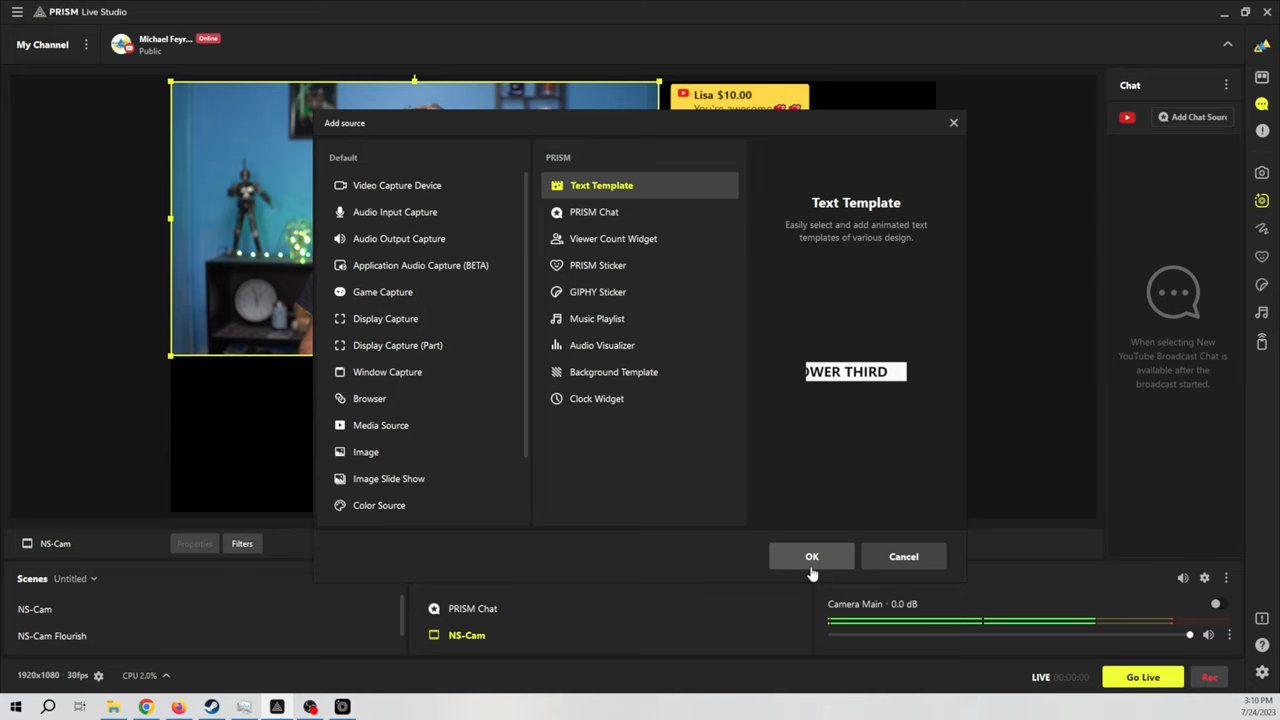 PRISM Live Studio
My Channel
Michael Feyr...
Online
Public
Lisa $10.00
Add source
Default
Video Capture Device
Audio Input Capture
Audio Output Capture
Application Audio Capture (BETA)
Game Capture
Display Capture
Display Capture (Part)
Window Capture
Browser
Media Source
Image
Image Slide Show
Color Source
PRISM
Text Template
PRISM Chat
Viewer Count Widget
PRISM Sticker
GIPHY Sticker
Music Playlist
Audio Visualizer
Background Template
Clock Widget
Text Template
Easily select and add animated text
templates of various design.
OWER THIRD
OK
Cancel
Chat
Add Chat Sourc
When selecting New
YouTube Broadcast Chat is
available after the
broadcast started.
NS-Cam
Properties
Filters
Scenes
Untitled
NS-Cam
NS-Cam Flourish
PRISM Chat
NS-Cam
Camera Main · 0.0 dB
1920x1080 · 30fps
CPU 2.0%
LIVE 00:00:00
Go Live
Rec
3:10 PM
7/24/2023